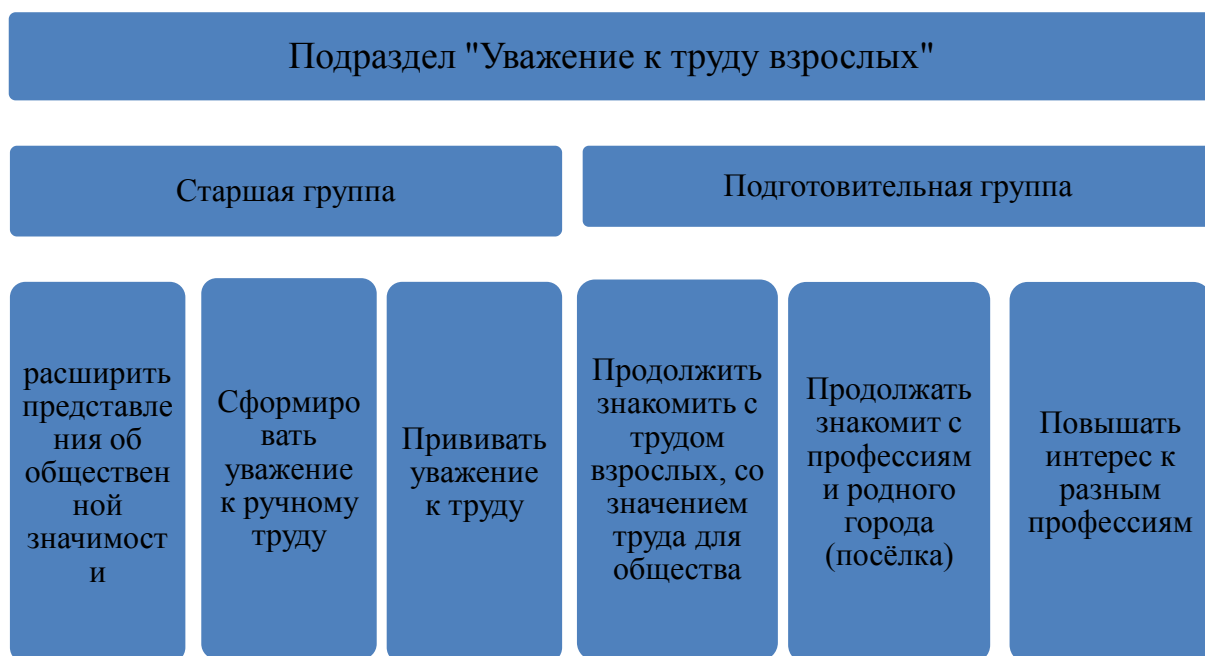 Подраздел "Уважение к труду взрослых"
Старшая группа
Подготовительная группа
расширить
представле
ния об
обществен
ной
значимост
и
Сформиро
вать
уважение
к ручному
труду
Прививать
уважение
к труду
Продолжить
знакомить с
трудом
взрослых, со
значением
труда для
общества
Продолжать
знакомит с
профессиям
и родного
города
(посёлка)
Повышать
интерес к
разным
профессиям